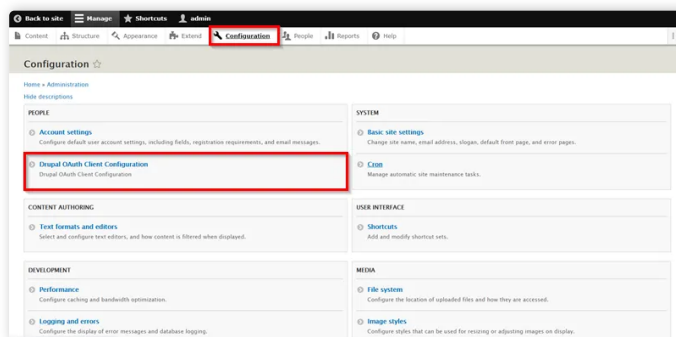 Back to site Manage Shortcuts admin
Content Structure Appearance Extend Configuration People Reports Help
Configuration
Home » Administration
Hide descriptions
PEOPLE
Account settings
Configure default user account settings, including fields, registration requirements, and email messages.
Drupal OAuth Client Configuration
Drupal OAuth Client Configuration
SYSTEM
Basic site settings
Change site name, email address, slogan, default front page, and error pages.
Cron
Manage automatic site maintenance tasks.
CONTENT AUTHORING
Text formats and editors
Select and configure text editors, and how content is filtered when displayed.
USER INTERFACE
Shortcuts
Add and modify shortcut sets.
DEVELOPMENT
Performance
Configure caching and bandwidth optimization.
Logging and errors
Configure the display of error messages and database logging.
MEDIA
File system
Configure the location of uploaded files and how they are accessed.
Image styles
Configure styles that can be used for resizing or adjusting images on display.